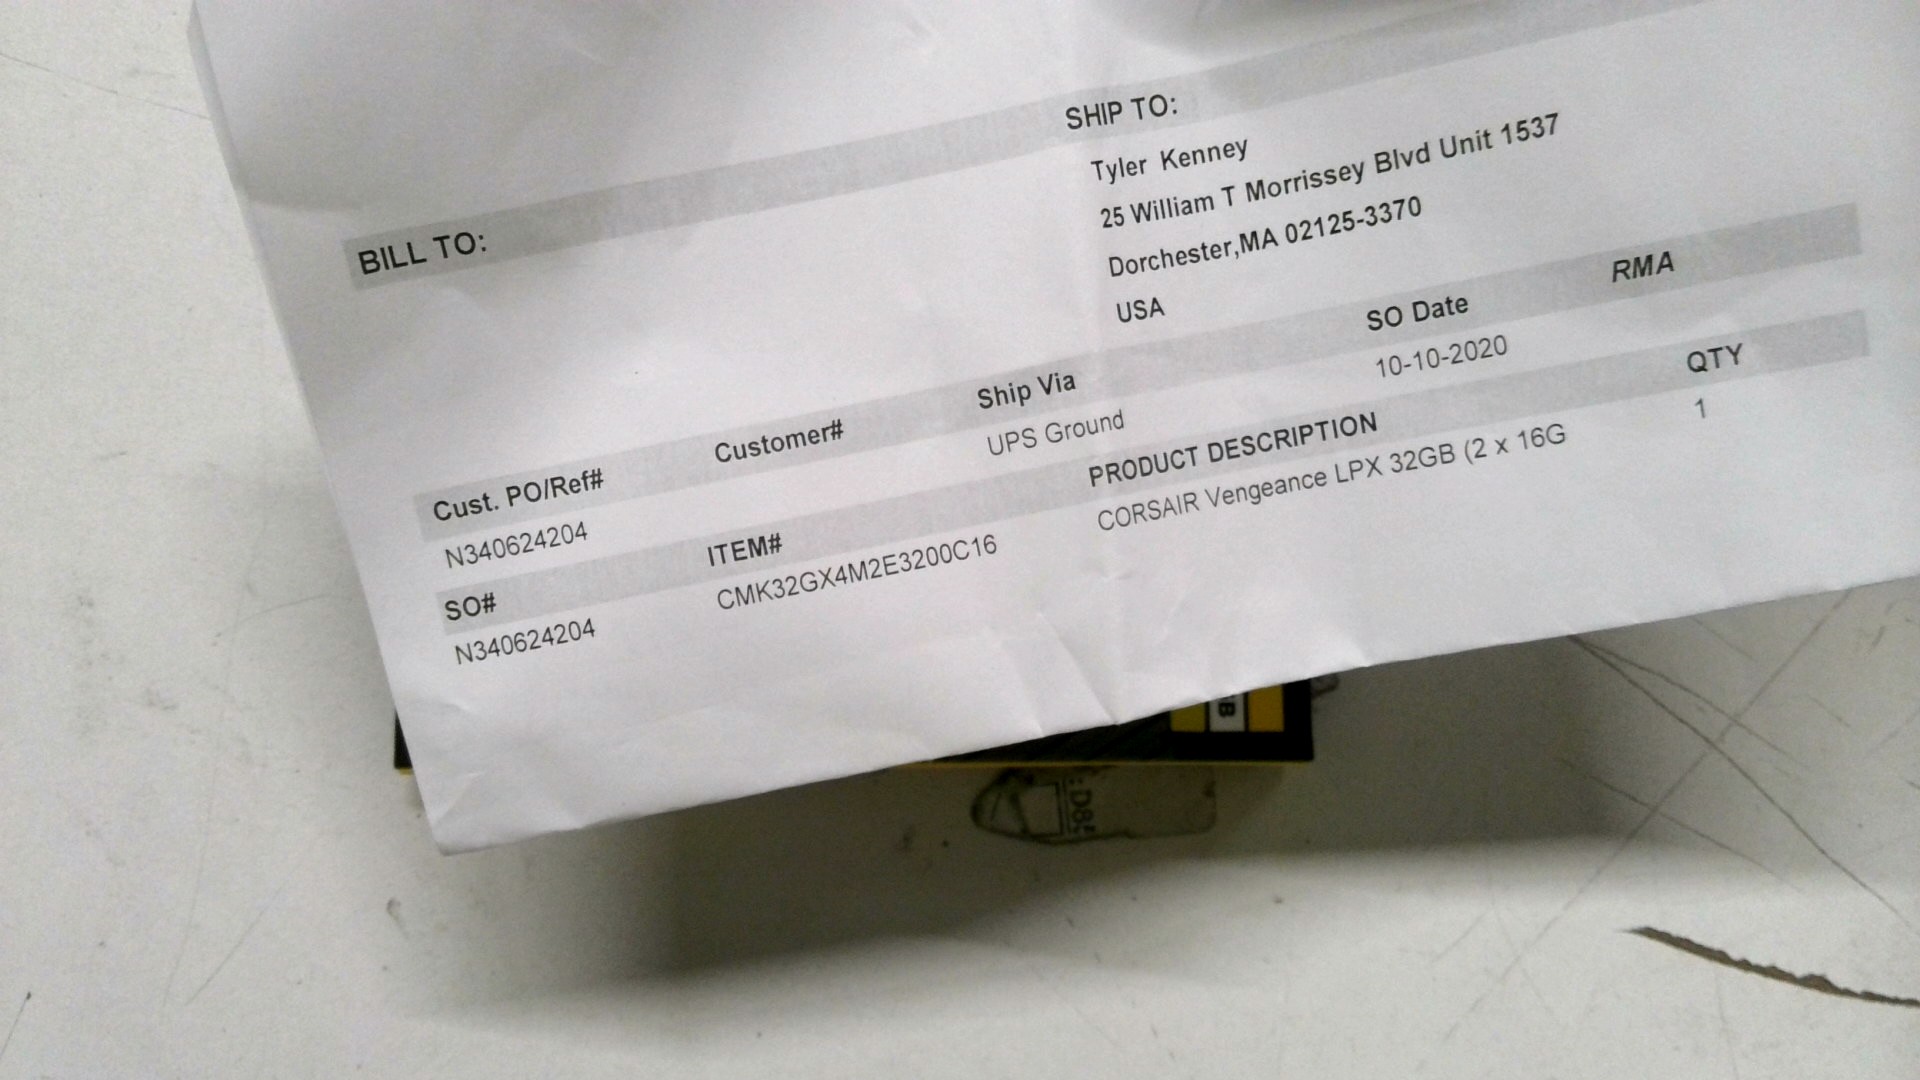 SHIP TO:
BILL TO:
Tyler Kenney
25 William T Morrissey Blvd Unit 1537
Dorchester,MA 02125-3370
USA
Cust. PO/Ref# Customer# Ship Via SO Date RMA
N340624204 UPS Ground 10-10-2020
SO# ITEM# PRODUCT DESCRIPTION QTY
N340624204 CMK32GX4M2E3200C16 CORSAIR Vengeance LPX 32GB (2 x 16G 1